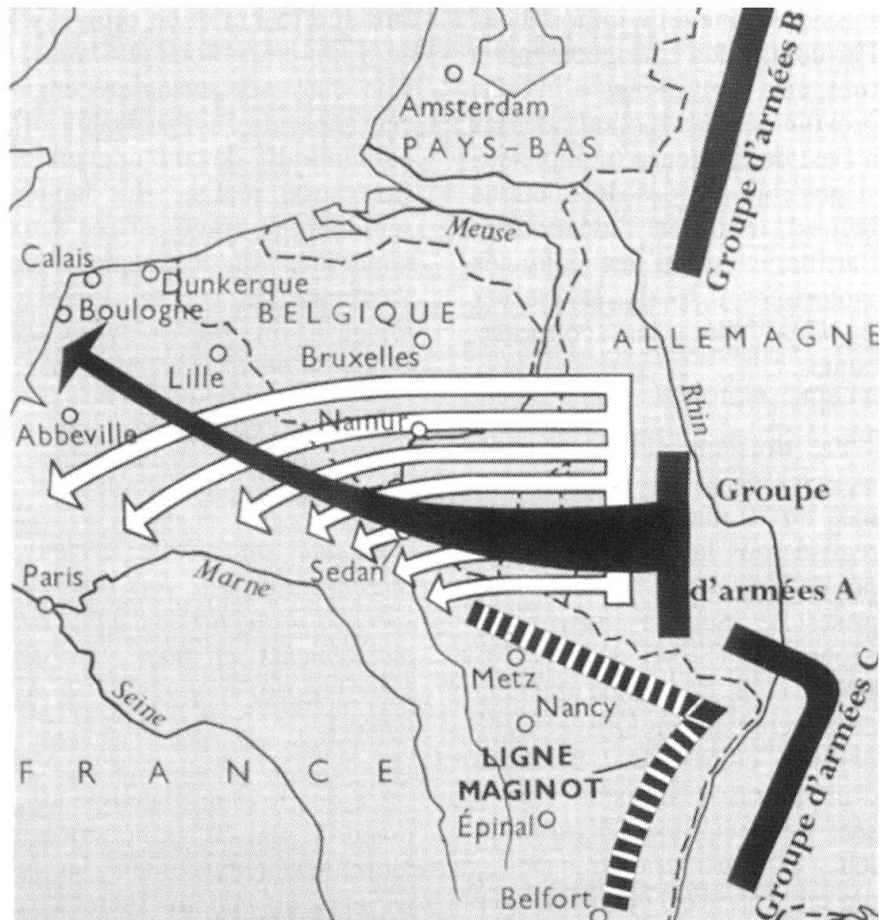 Groupe d'armées B
Amsterdam
PAYS-BAS
Meuse
Calais
Dunkerque
Boulogne
BELGIQUE
ALLEMAGNE
Bruxelles
Lille
Rhin
Abbeville
Namur
Groupe
d'armées A
Sedan
Paris
Marne
Metz
Seine
Nancy
Groupe d'armées C
FRANCE
LIGNE
MAGINOT
Épinal
Belfort